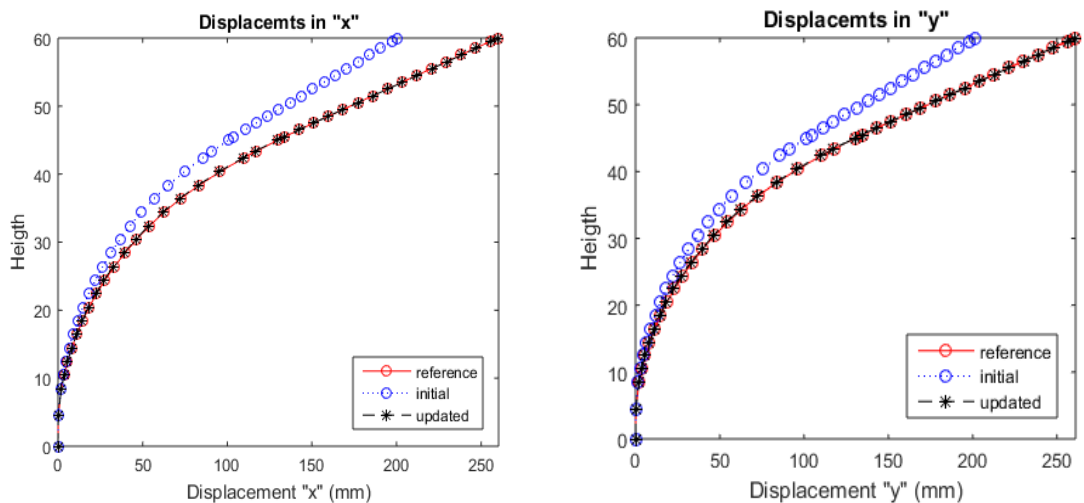 Displacemts in "x"
60
50
40
30
20
10
0
Heigth
reference
initial
updated
0 50 100 150 200 250
Displacement "x" (mm)
Displacemts in "y"
60
50
40
30
20
10
0
Heigth
reference
initial
updated
0 50 100 150 200 250
Displacement "y" (mm)